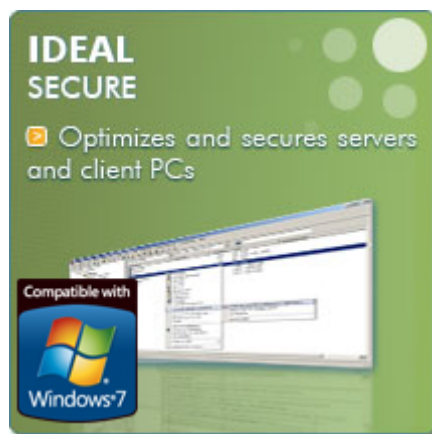 IDEAL
SECURE
Optimizes and secures servers
and client PCs
Compatible with
Windows®7